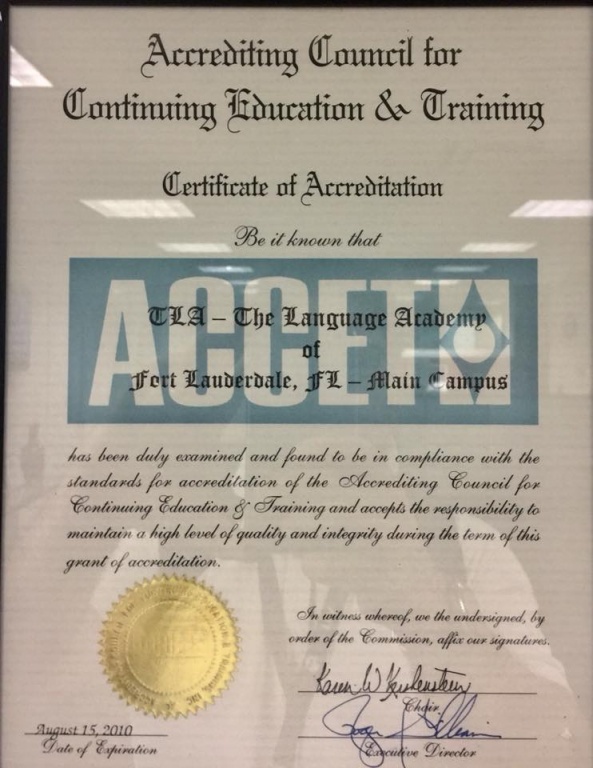 Accrediting Council for
Continuing Education & Training
Certificate of Accreditation
Be it known that
ACCET
TLA – The Language Academy
of
Fort Lauderdale, FL – Main Campus
has been duly examined and found to be in compliance with the
standards for accreditation of the Accrediting Council for
Continuing Education & Training and accepts the responsibility to
maintain a high level of quality and integrity during the term of this
grant of accreditation.
In witness whereof, we the undersigned, by
order of the Commission, affix our signatures.
Karen W
Chair
August 15, 2010
Date of Expiration
Executive Director